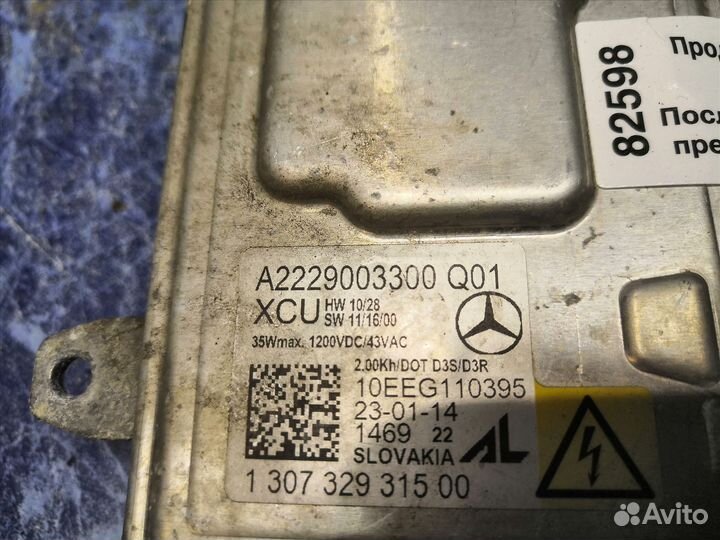 82598
Прод
Посл
пре
A2229003300 Q01
XCU HW 10/28
SW 11/16/00
35Wmax. 1200VDC/43VAC
2,00Kh/DOT D3S/D3R
10EEG110395
23-01-14
1469 22
SLOVAKIA AL
1 307 329 315 00
Avito